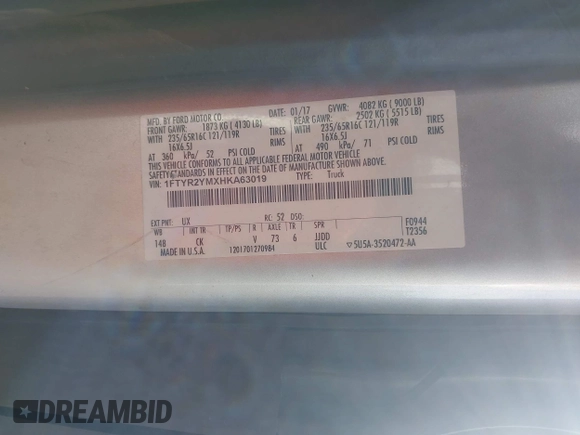 MFD. BY FORD MOTOR CO. DATE: 01/17 GVWR: 4082 KG ( 9000 LB)
FRONT GAWR: 1873 KG ( 4130 LB) REAR GAWR: 2502 KG ( 5515 LB)
WITH 235/65R16C 121/119R TIRES WITH 235/65R16C 121/119R TIRES
16X6.5J RIMS 16X6.5J RIMS
AT 360 kPa/ 52 PSI COLD AT 490 kPa/ 71 PSI COLD
THIS VEHICLE CONFORMS TO ALL APPLICABLE FEDERAL MOTOR VEHICLE
SAFETY STANDARDS IN EFFECT ON THE DATE OF MANUFACTURE SHOWN ABOVE.
VIN: 1FTYR2YMXHKA63019 TYPE: Truck
EXT PNT: UX RC: 52 DSO: F0944
WB INT TR TP/PS R AXLE TR SPR T2356
148 CK V 73 6 JJDD
MADE IN U.S.A. 1201701270984 ULC ▽5U5A-3520472-AA
DREAMBID